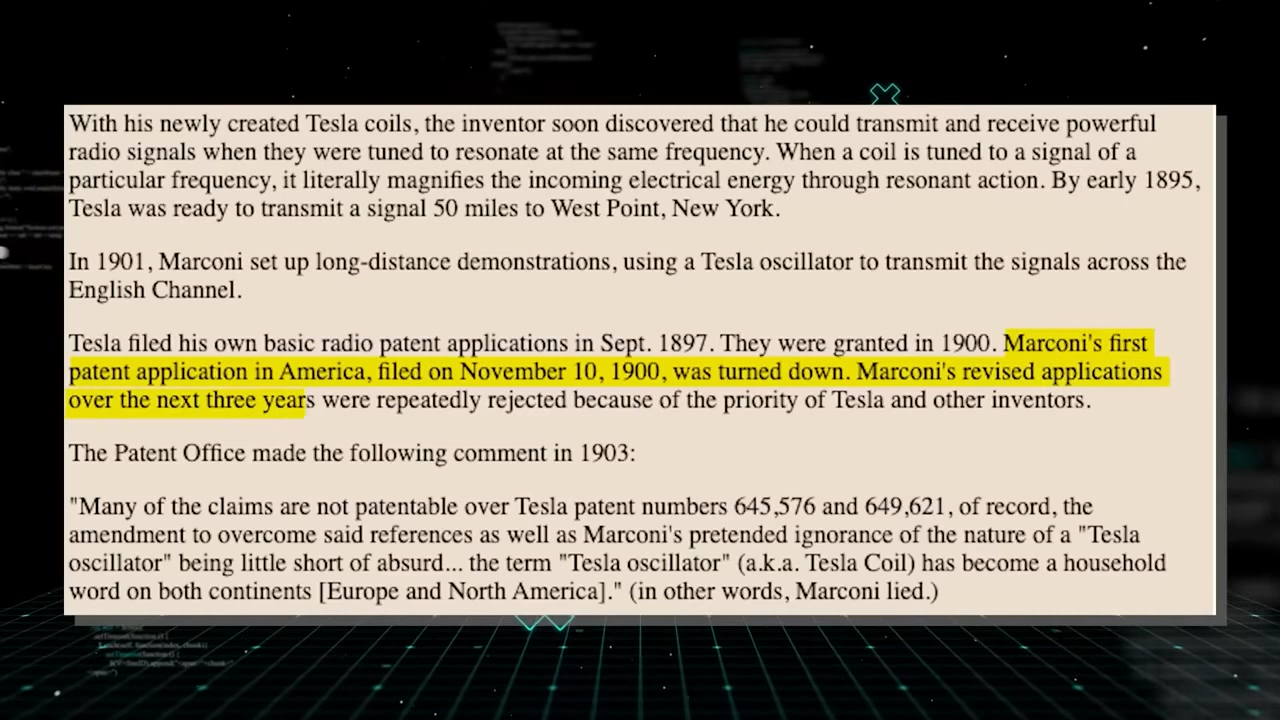 With his newly created Tesla coils, the inventor soon discovered that he could transmit and receive powerful
radio signals when they were tuned to resonate at the same frequency. When a coil is tuned to a signal of a
particular frequency, it literally magnifies the incoming electrical energy through resonant action. By early 1895,
Tesla was ready to transmit a signal 50 miles to West Point, New York.
In 1901, Marconi set up long-distance demonstrations, using a Tesla oscillator to transmit the signals across the
English Channel.
Tesla filed his own basic radio patent applications in Sept. 1897. They were granted in 1900. Marconi's first
patent application in America, filed on November 10, 1900, was turned down. Marconi's revised applications
over the next three years were repeatedly rejected because of the priority of Tesla and other inventors.
The Patent Office made the following comment in 1903:
"Many of the claims are not patentable over Tesla patent numbers 645,576 and 649,621, of record, the
amendment to overcome said references as well as Marconi's pretended ignorance of the nature of a "Tesla
oscillator" being little short of absurd... the term "Tesla oscillator" (a.k.a. Tesla Coil) has become a household
word on both continents [Europe and North America]." (in other words, Marconi lied.)